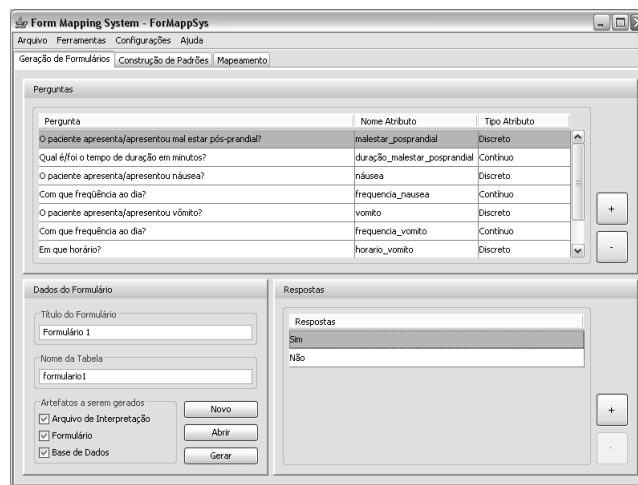 Form Mapping System - ForMappSys
Arquivo Ferramentas Configurações Ajuda
Geração de Formulários Construção de Padrões Mapeamento
Perguntas
Pergunta Nome Atributo Tipo Atributo
O paciente apresenta/apresentou mal estar pós-prandial? malestar_posprandial Discreto
Qual é/foi o tempo de duração em minutos? duração_malestar_posprandial Contínuo
O paciente apresenta/apresentou náusea? náusea Discreto
Com que freqüência ao dia? frequencia_nausea Contínuo
O paciente apresenta/apresentou vômito? vomito Discreto
Com que frequência ao dia? frequencia_vomito Contínuo
Em que horário? horario_vomito Discreto
+
-
Dados do Formulário
Título do Formulário
Formulário 1
Nome da Tabela
formulario1
Artefatos a serem gerados
Arquivo de Interpretação
Formulário
Base de Dados
Novo
Abrir
Gerar
Respostas
Respostas
Sim
Não
+
-